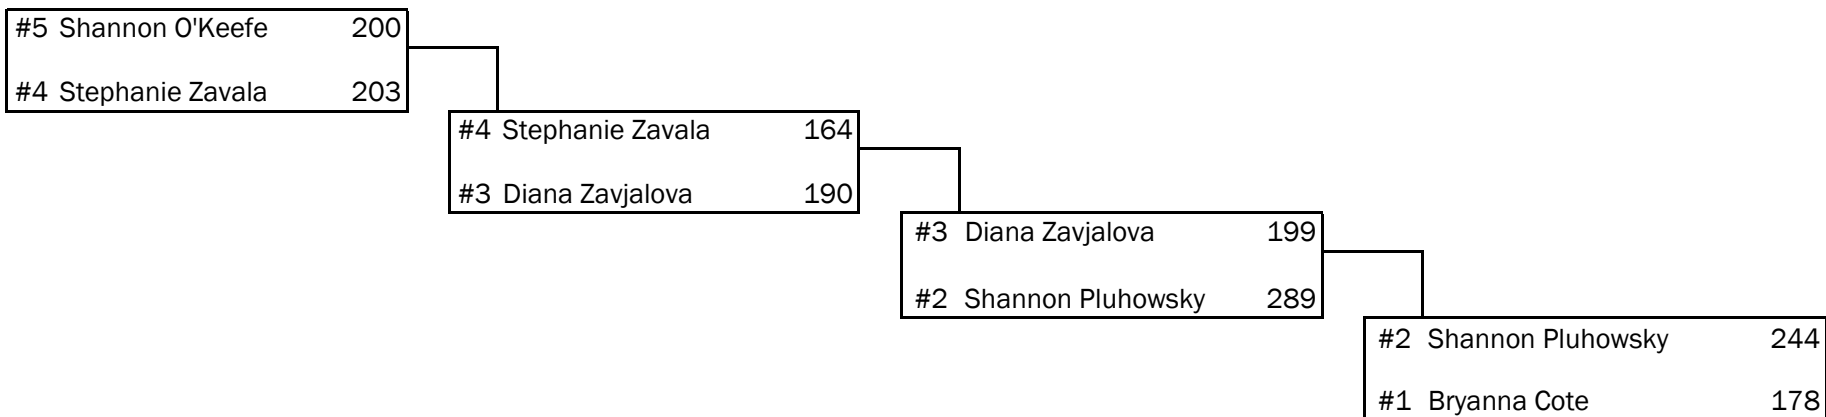 #5 Shannon O'Keefe 200
#4 Stephanie Zavala 203
#4 Stephanie Zavala 164
#3 Diana Zavjalova 190
#3 Diana Zavjalova 199
#2 Shannon Pluhowsky 289
#2 Shannon Pluhowsky 244
#1 Bryanna Cote 178